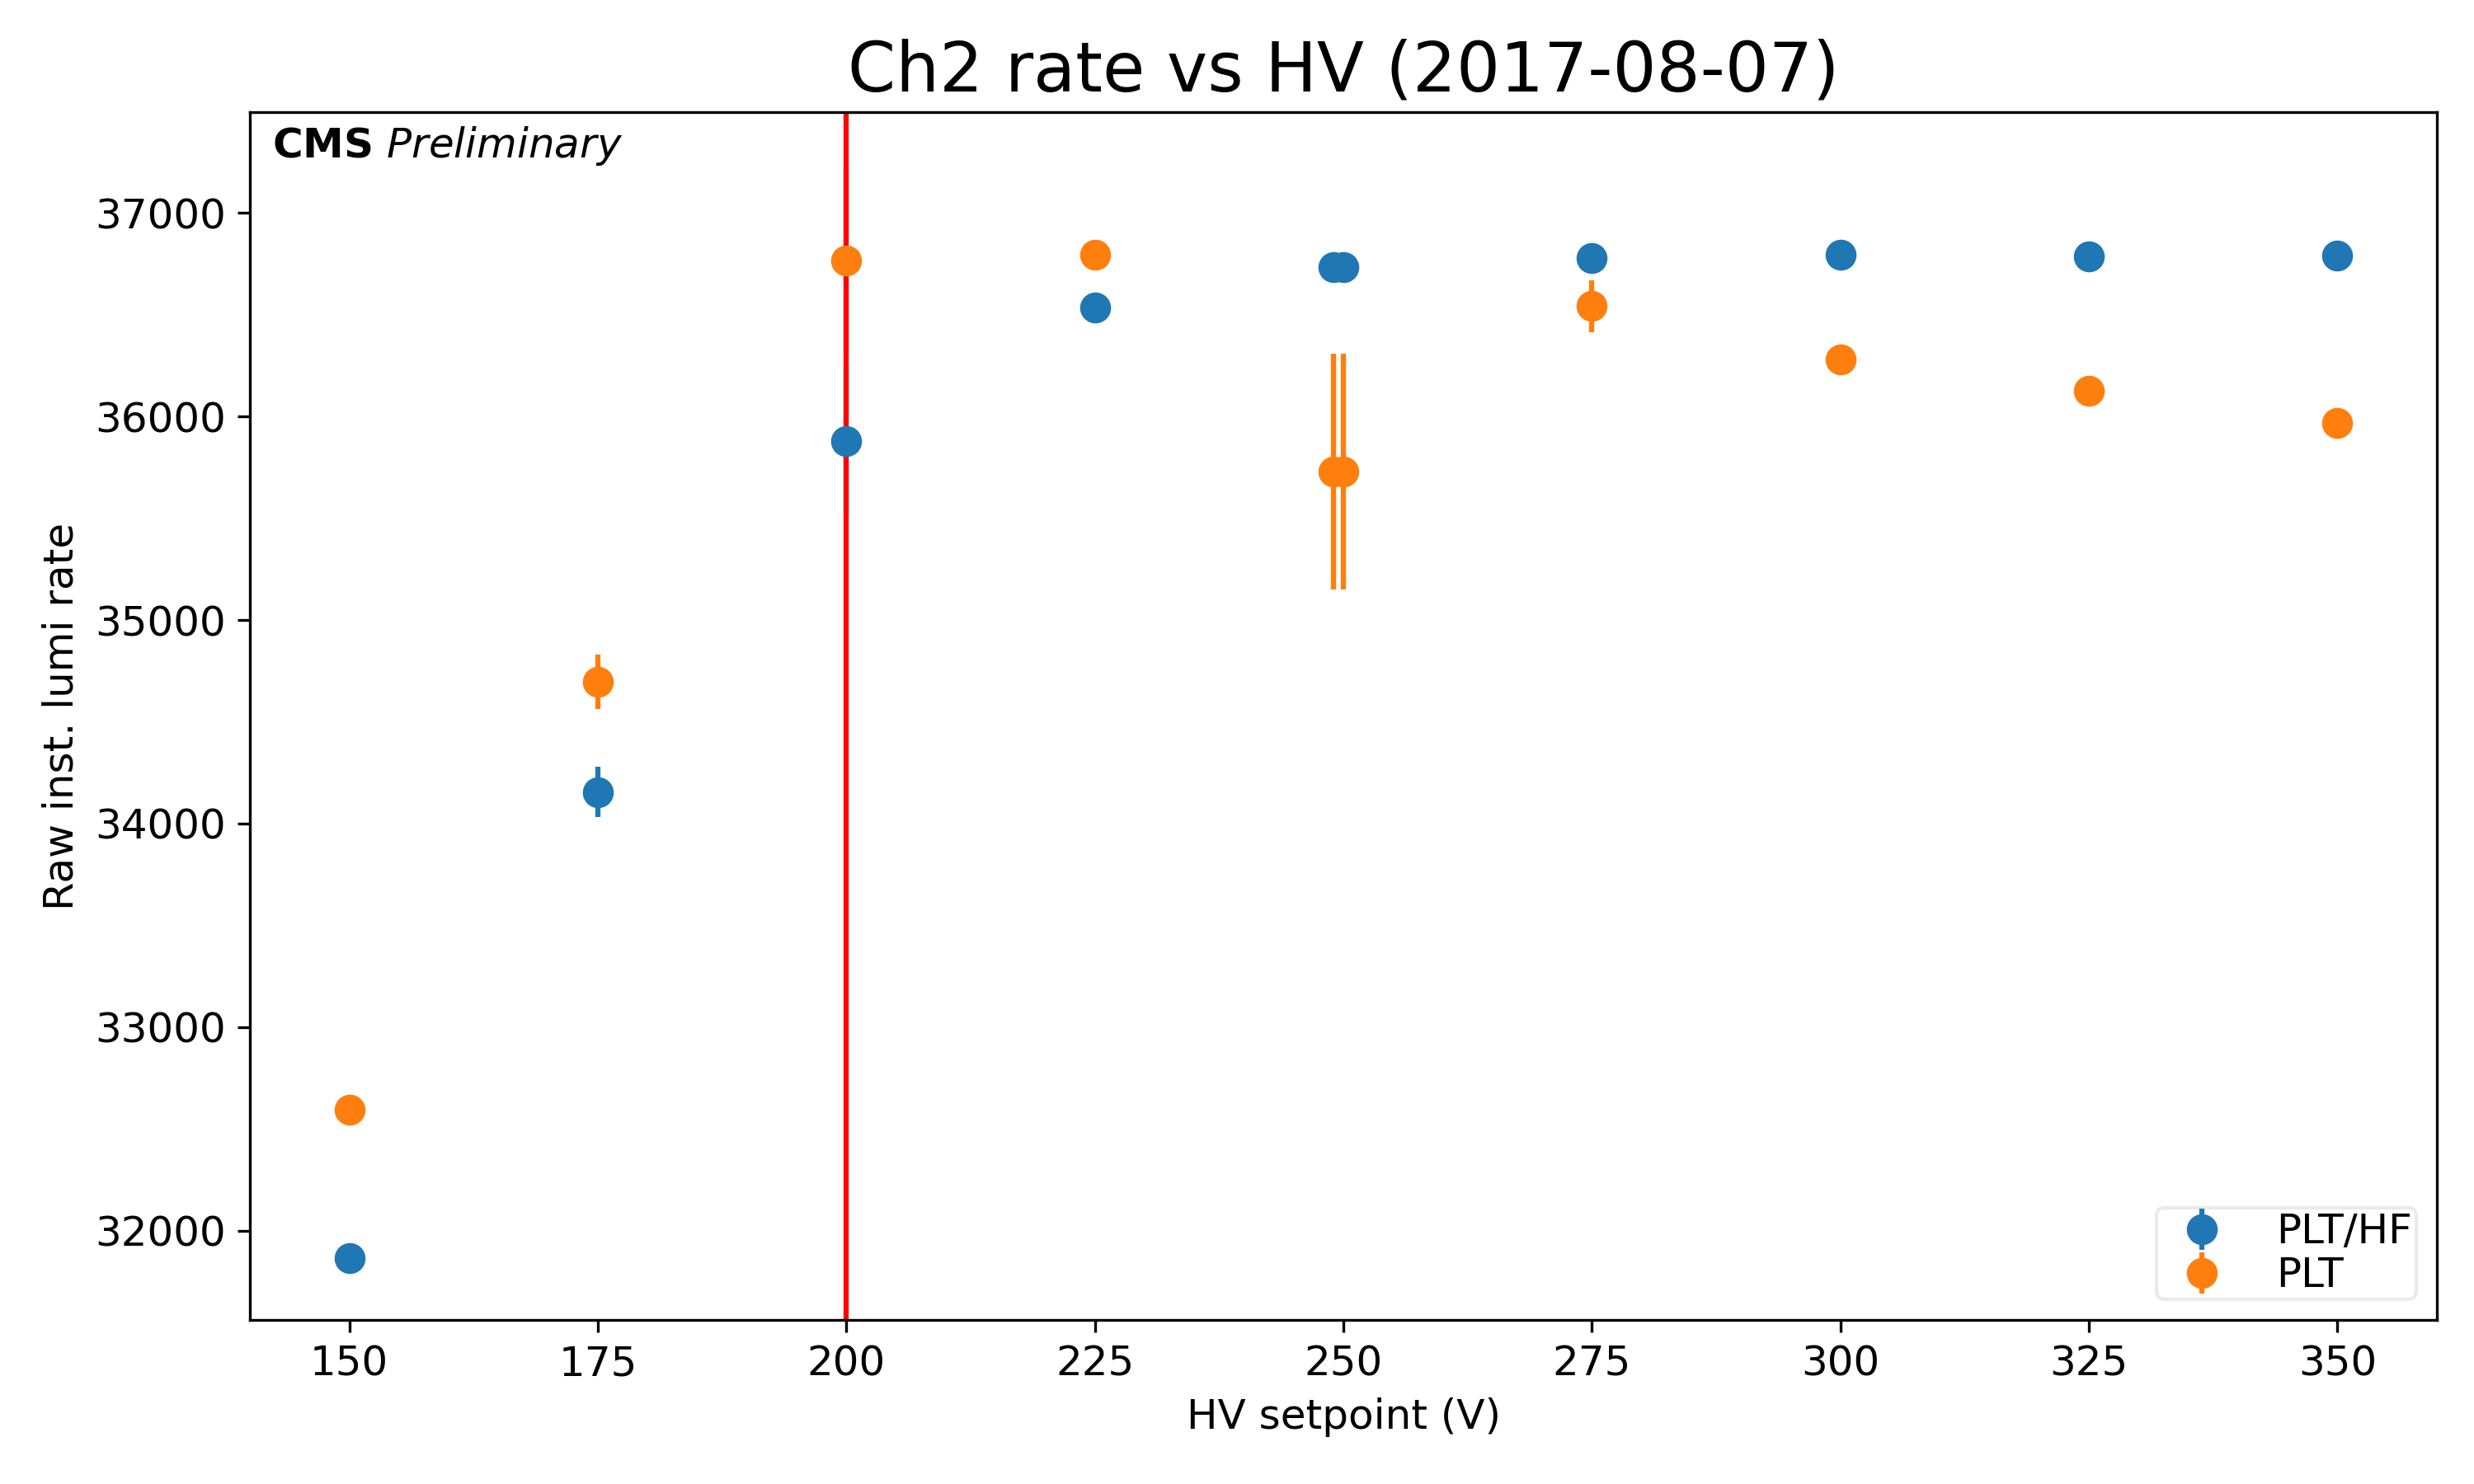 Ch2 rate vs HV (2017-08-07)
CMS Preliminary
37000
36000
35000
34000
33000
32000
Raw inst. lumi rate
PLT/HF
PLT
150 175 200 225 250 275 300 325 350
HV setpoint (V)